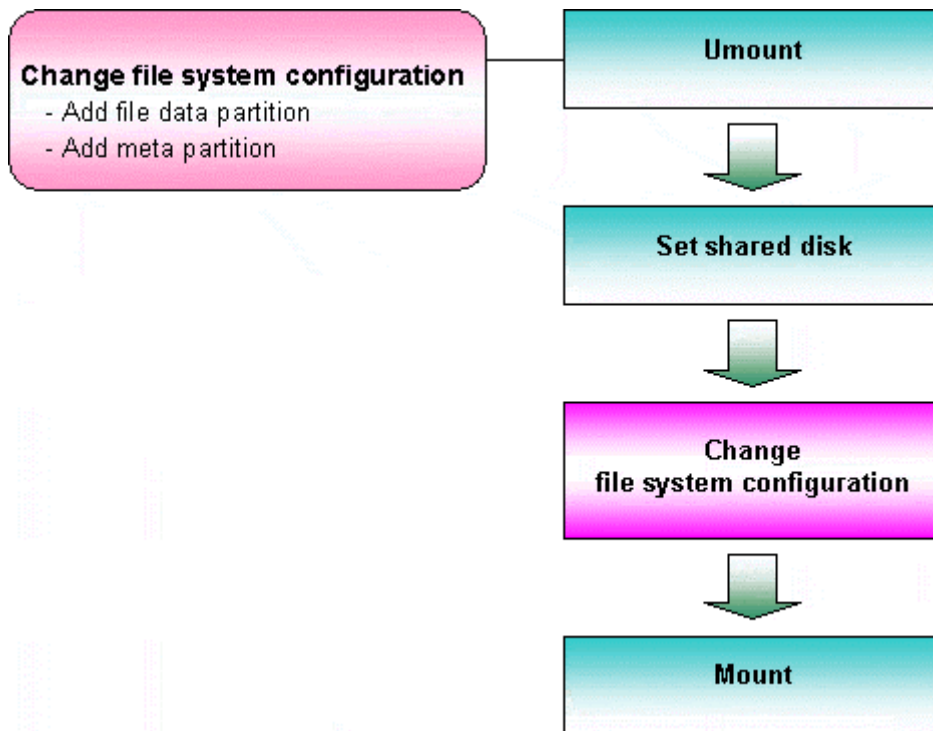 Change file system configuration
- Add file data partition
- Add meta partition
Umount
Set shared disk
Change
file system configuration
Mount